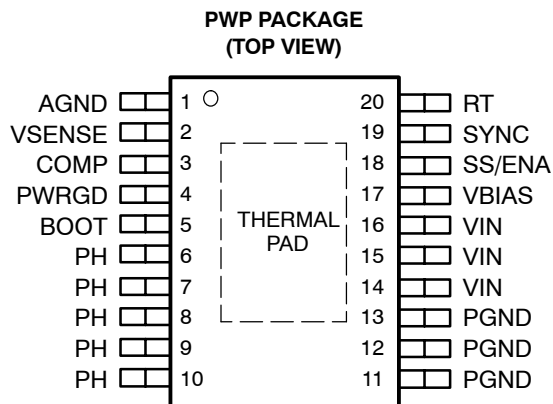 PWP PACKAGE
(TOP VIEW)
AGND 1 20 RT
VSENSE 2 19 SYNC
COMP 3 18 SS/ENA
PWRGD 4 17 VBIAS
BOOT 5 THERMAL 16 VIN
PH 6 PAD 15 VIN
PH 7 14 VIN
PH 8 13 PGND
PH 9 12 PGND
PH 10 11 PGND